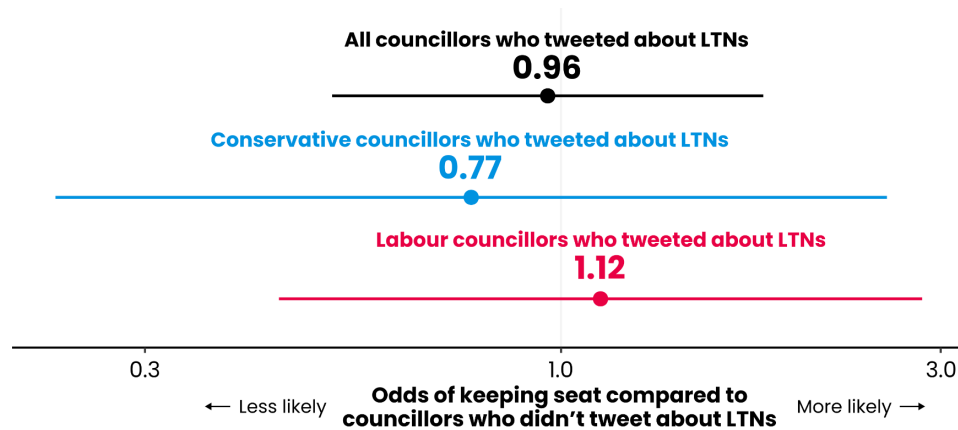 All councillors who tweeted about LTNs
0.96
Conservative councillors who tweeted about LTNs
0.77
Labour councillors who tweeted about LTNs
1.12
0.3 1.0 3.0
← Less likely
Odds of keeping seat compared to
councillors who didn’t tweet about LTNs
More likely →